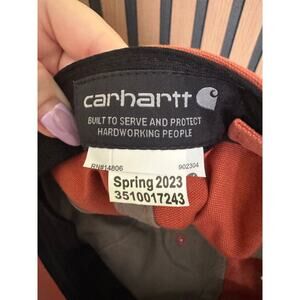 carhartt
BUILT TO SERVE AND PROTECT
HARDWORKING PEOPLE
RN#14806 902304
Spring 2023
3510017243